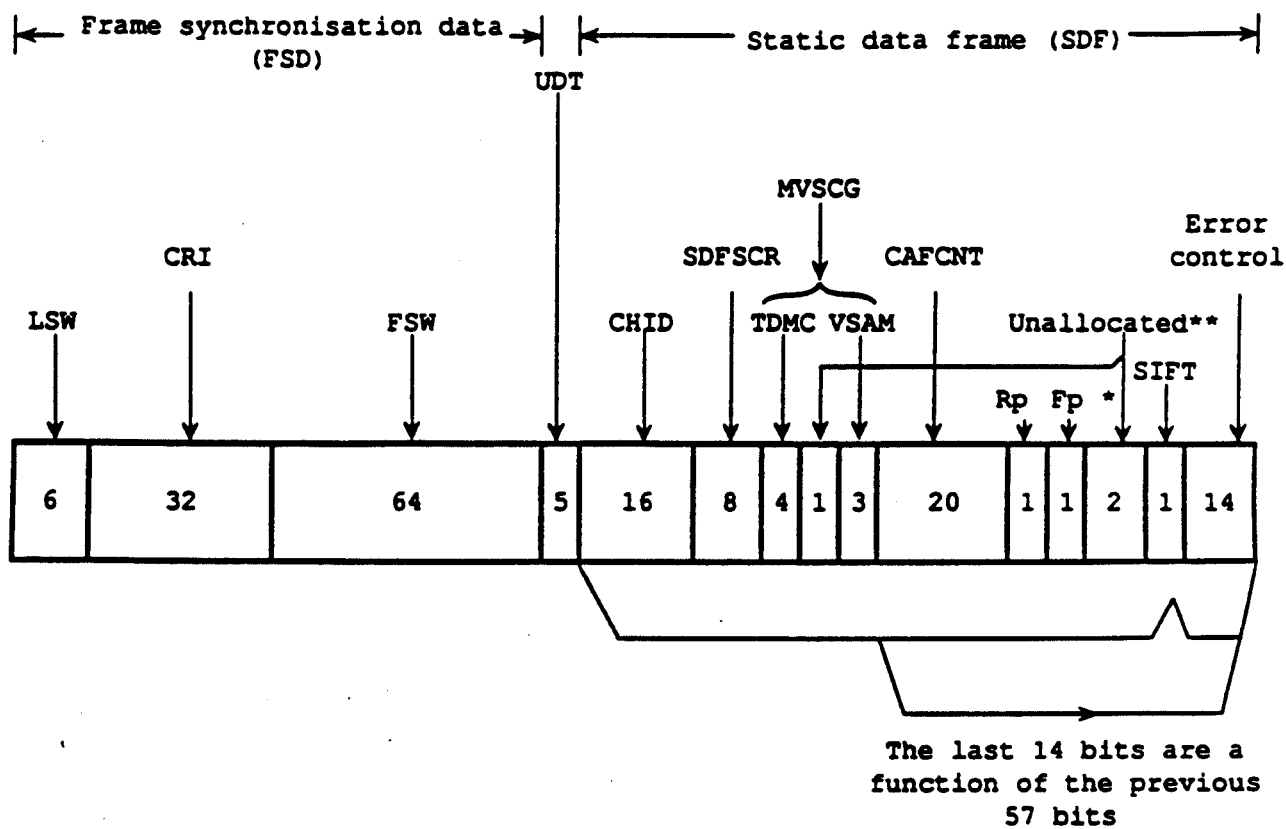 Frame synchronisation data
(FSD)
Static data frame (SDF)
UDT
MVSCG
Error
control
CRI
SDFSCR
CAFCNT
LSW
FSW
CHID
TDMC VSAM
Unallocated**
SIFT
Rp Fp *
6 32 64 5 16 8 4 1 3 20 1 1 2 1 14
The last 14 bits are a
function of the previous
57 bits